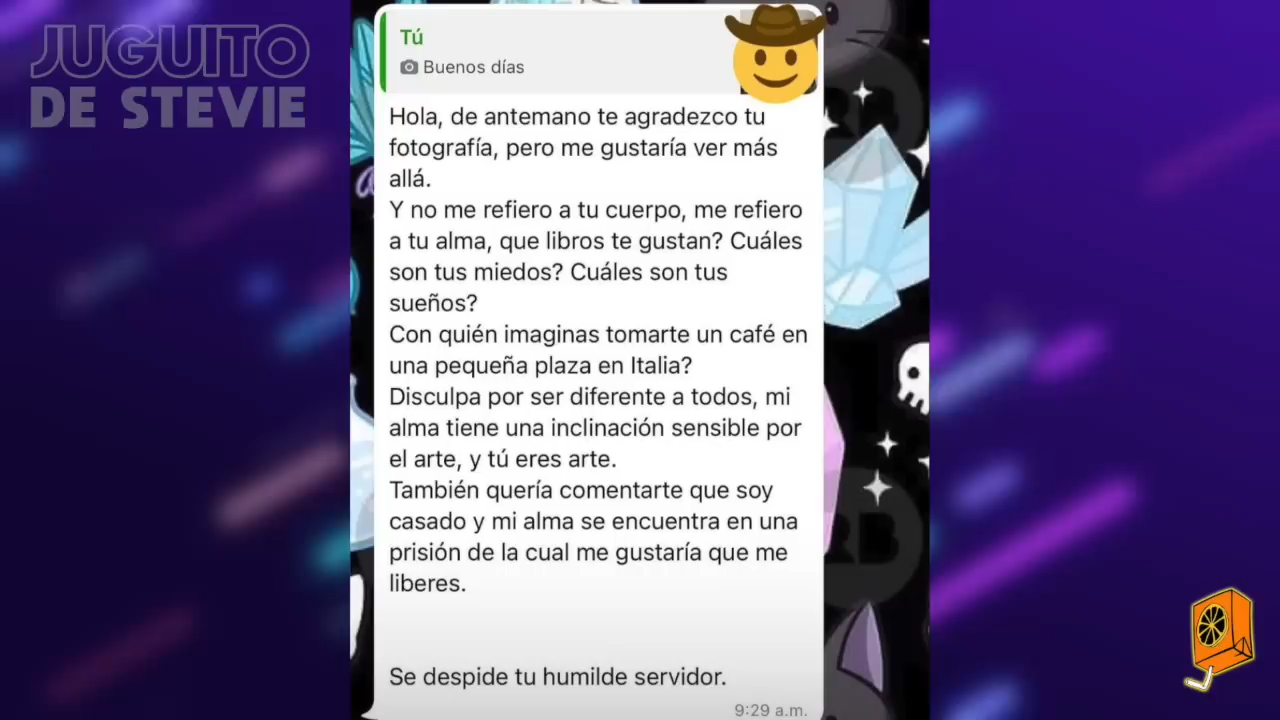 JUGUITO
DE STEVIE
Tú
Buenos días
Hola, de antemano te agradezco tu
fotografía, pero me gustaría ver más
allá.
Y no me refiero a tu cuerpo, me refiero
a tu alma, que libros te gustan? Cuáles
son tus miedos? Cuáles son tus
sueños?
Con quién imaginas tomarte un café en
una pequeña plaza en Italia?
Disculpa por ser diferente a todos, mi
alma tiene una inclinación sensible por
el arte, y tú eres arte.
También quería comentarte que soy
casado y mi alma se encuentra en una
prisión de la cual me gustaría que me
liberes.
Se despide tu humilde servidor.
9:29 a.m.